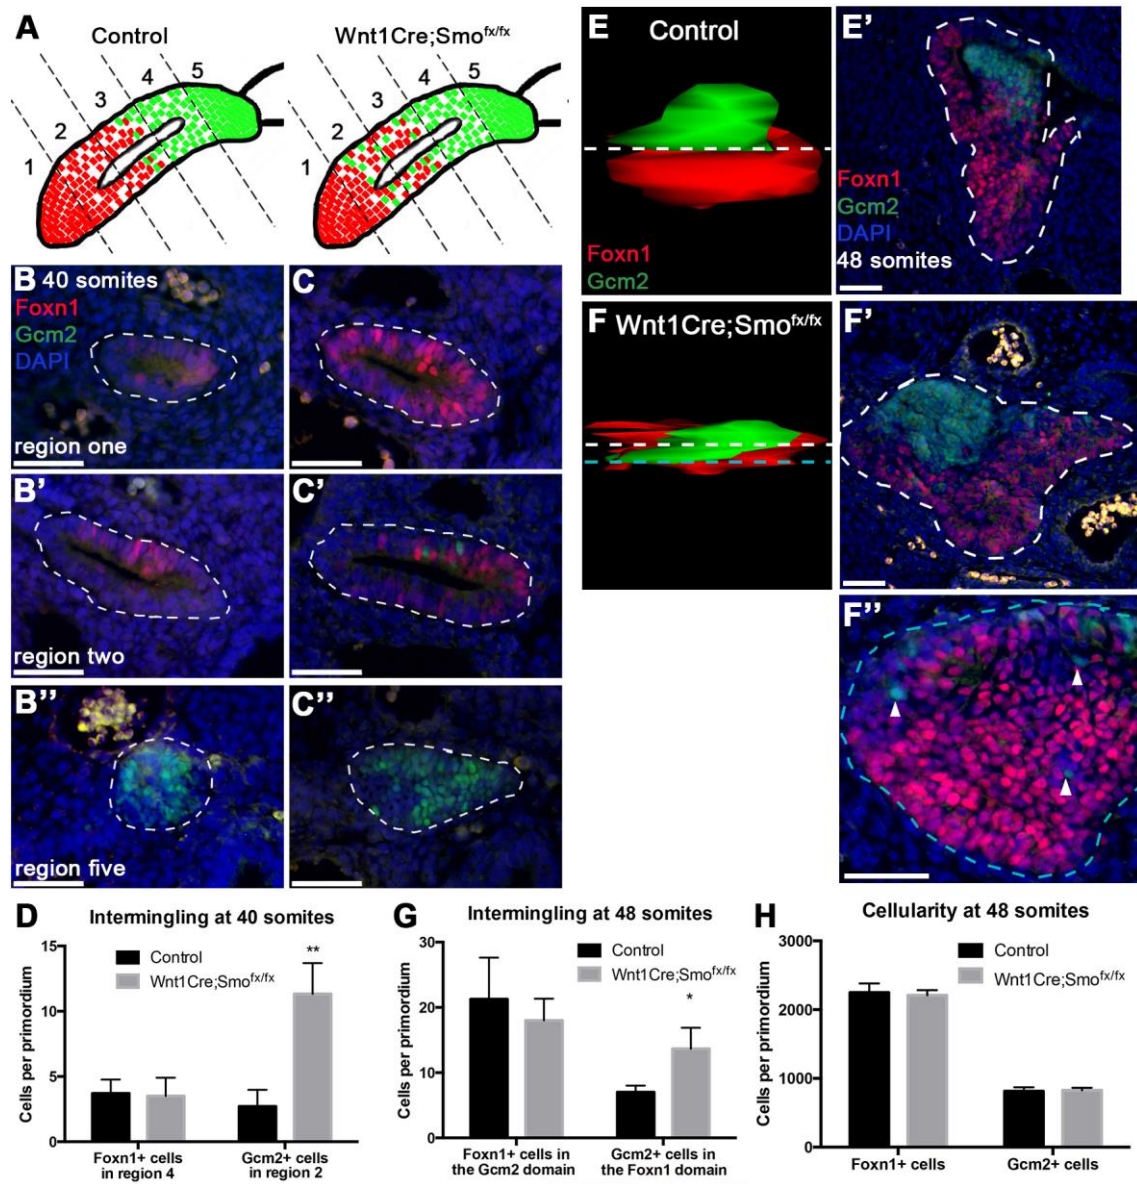 A
Control
Wnt1Cre;Smofx/fx
1
2
3
4
5
1
2
3
4
5
B 40 somites
Foxn1
Gcm2
DAPI
region one
C
B'
region two
C'
B''
region five
C''
D
Intermingling at 40 somites
Cells per primordium
15
10
5
0
Control
Wnt1Cre;Smofx/fx
**
Foxn1+ cells
in region 4
Gcm2+ cells
in region 2
E Control
Foxn1
Gcm2
E'
Foxn1
Gcm2
DAPI
48 somites
F Wnt1Cre;Smofx/fx
F'
F''
G
Intermingling at 48 somites
Cells per primordium
30
20
10
0
Control
Wnt1Cre;Smofx/fx
*
Foxn1+ cells in
the Gcm2 domain
Gcm2+ cells in
the Foxn1 domain
H
Cellularity at 48 somites
Cells per primordium
3000
2000
1000
0
Control
Wnt1Cre;Smofx/fx
Foxn1+ cells
Gcm2+ cells